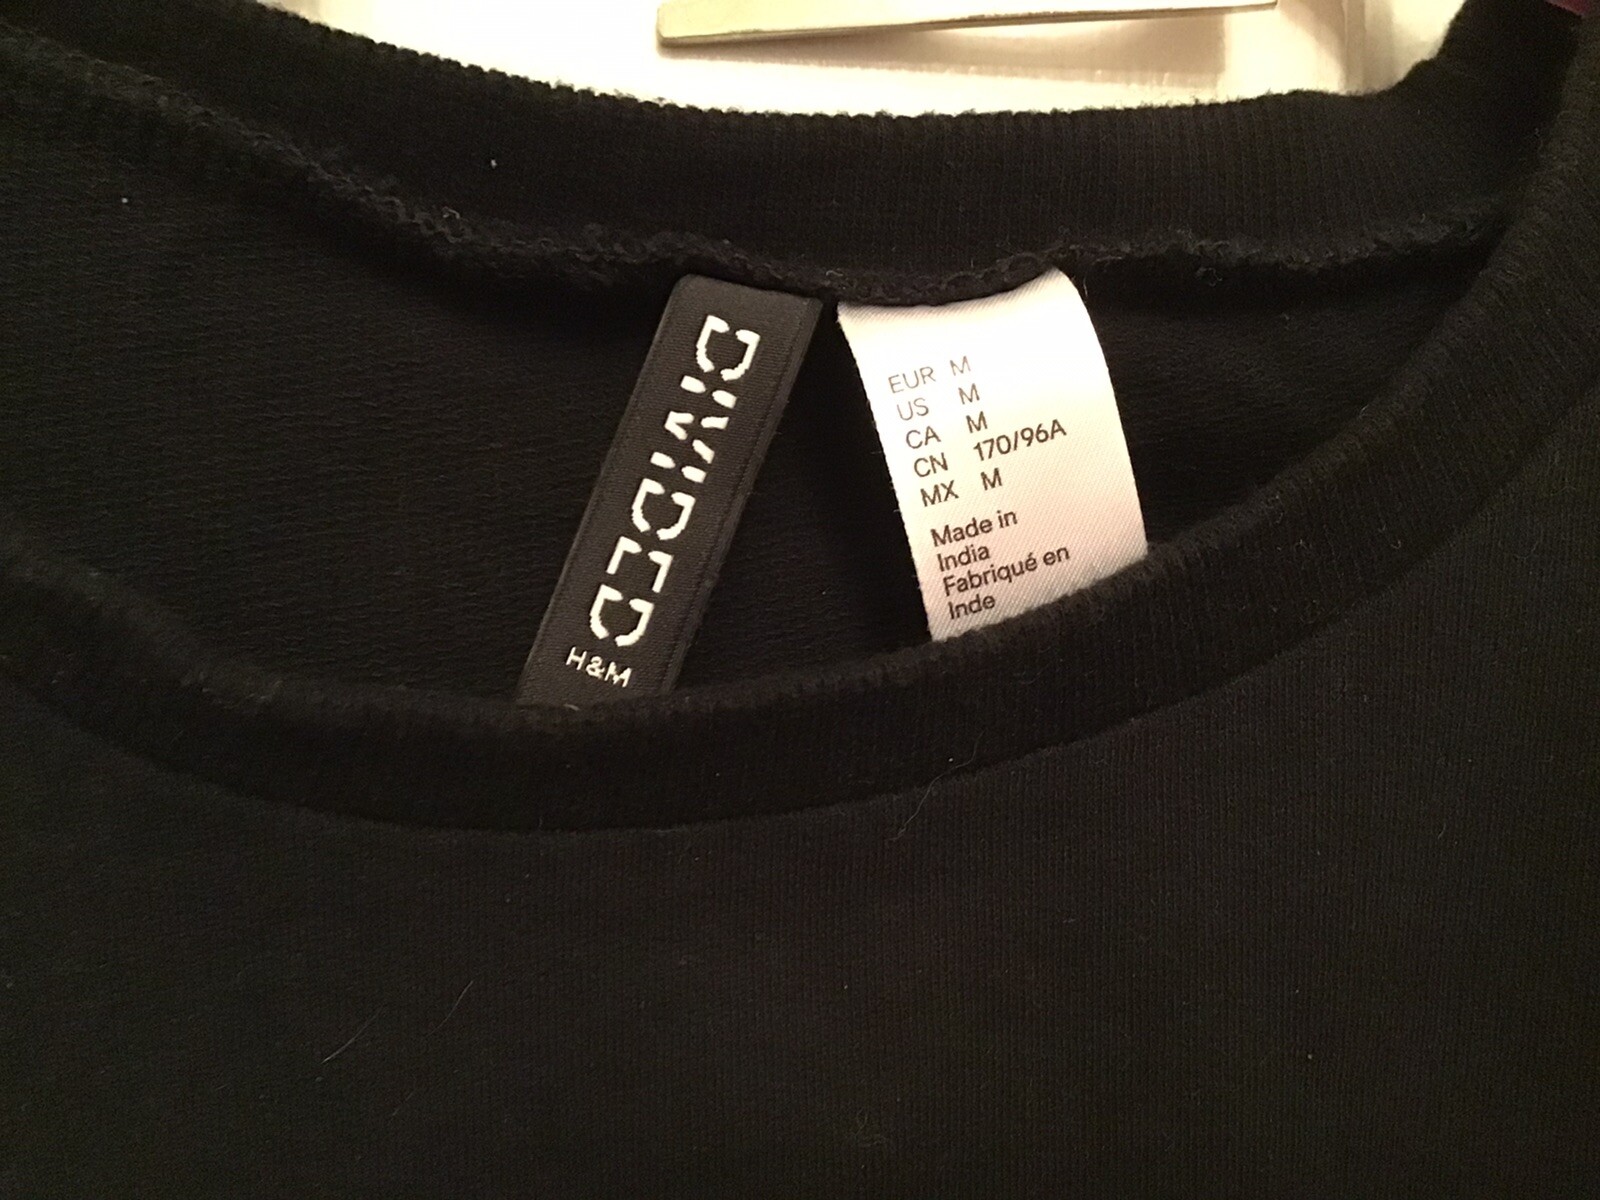 DIVIDED
H&M
EUR M
US M
CA M
CN 170/96A
MX M
Made in
India
Fabriqué en
Inde